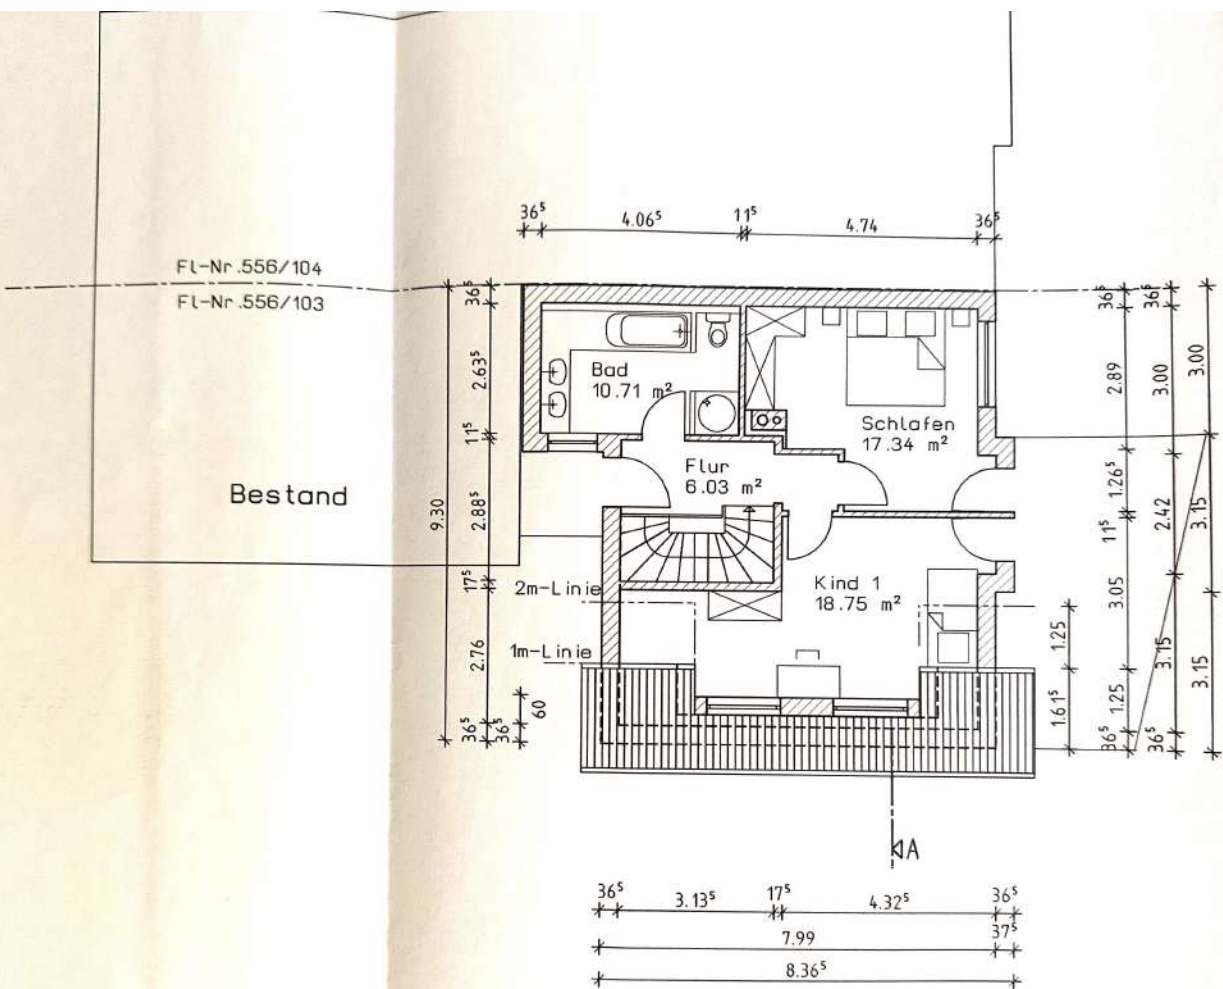 36⁵ 4.06⁵ 11⁵ 4.74 36⁵
Fl-Nr.556/104
Fl-Nr.556/103
36⁵
2.63⁵
11⁵
2.88⁵
17⁵
2.76
36⁵
9.30
36⁵
60
Bad
10.71 m²
Schlafen
17.34 m²
Flur
6.03 m²
Bestand
Kind 1
18.75 m²
2m-Linie
1m-Linie
1.25
1.61⁵
36⁵
2.89
1.26⁵
11⁵
3.05
1.25
36⁵
36⁵
3.00
2.42
3.15
36⁵
3.00
3.15
3.15
A
36⁵ 3.13⁵ 17⁵ 4.32⁵ 36⁵
7.99 37⁵
8.36⁵